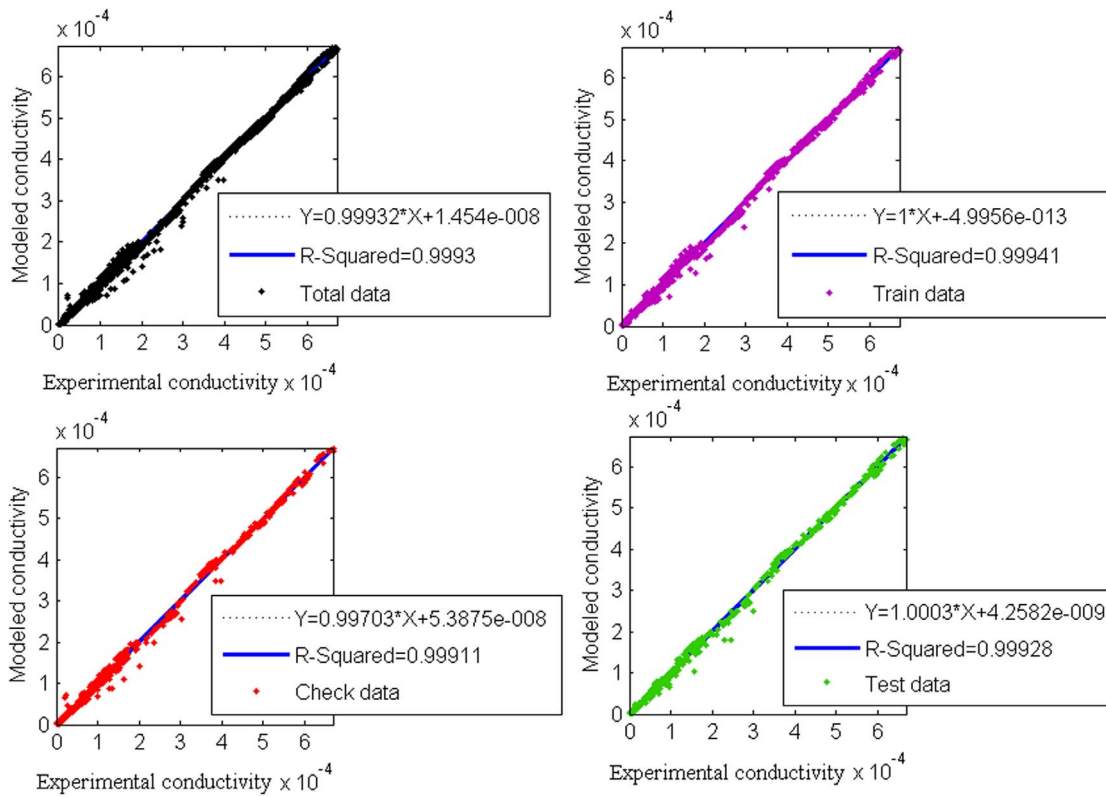 x 10^-4
6
5
4
3
2
1
0
Modeled conductivity
Y=0.99932*X+1.454e-008
R-Squared=0.9993
Total data
0 1 2 3 4 5 6
Experimental conductivity x 10^-4
x 10^-4
6
5
4
3
2
1
0
Modeled conductivity
Y=1*X+-4.9956e-013
R-Squared=0.99941
Train data
0 1 2 3 4 5 6
Experimental conductivity x 10^-4
x 10^-4
6
5
4
3
2
1
0
Modeled conductivity
Y=0.99703*X+5.3875e-008
R-Squared=0.99911
Check data
0 1 2 3 4 5 6
Experimental conductivity x 10^-4
x 10^-4
6
5
4
3
2
1
0
Modeled conductivity
Y=1.0003*X+4.2582e-009
R-Squared=0.99928
Test data
0 1 2 3 4 5 6
Experimental conductivity x 10^-4